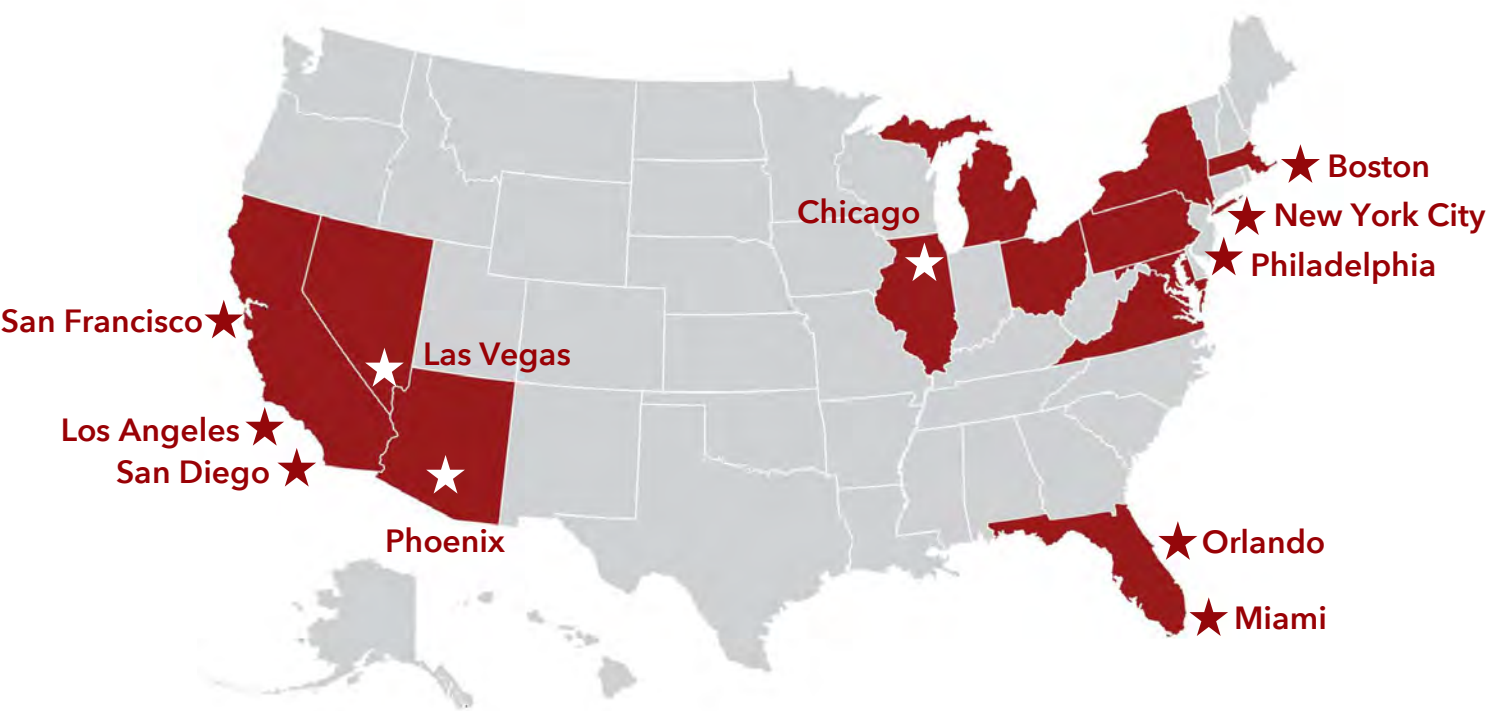 Boston
Chicago
New York City
Philadelphia
San Francisco
Las Vegas
Los Angeles
San Diego
Phoenix
Orlando
Miami